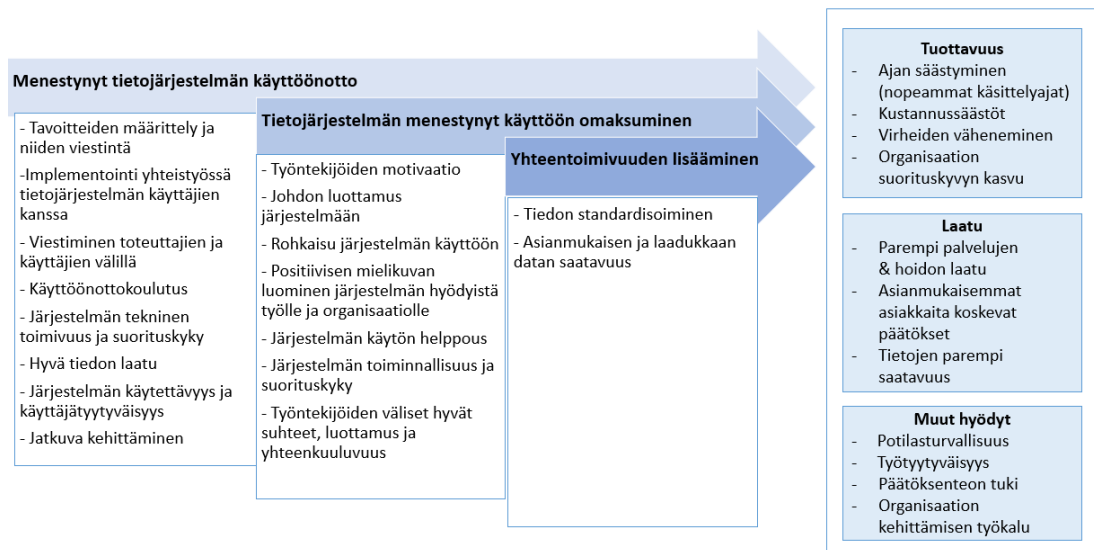 Menestynyt tietojärjestelmän käyttöönotto
- Tavoitteiden määrittely ja
niiden viestintä
-Implementointi yhteistyössä
tietojärjestelmän käyttäjien
kanssa
- Viestiminen toteuttajien ja
käyttäjien välillä
- Käyttöönottokoulutus
- Järjestelmän tekninen
toimivuus ja suorituskyky
- Hyvä tiedon laatu
- Järjestelmän käytettävyys ja
käyttäjätyytyväisyys
- Jatkuva kehittäminen
Tietojärjestelmän menestynyt käyttöön omaksuminen
- Työntekijöiden motivaatio
- Johdon luottamus
järjestelmään
- Rohkaisu järjestelmän käyttöön
- Positiivisen mielikuvan
luominen järjestelmän hyödyistä
työlle ja organisaatiolle
- Järjestelmän käytön helppous
- Järjestelmän toiminnallisuus ja
suorituskyky
- Työntekijöiden väliset hyvät
suhteet, luottamus ja
yhteenkuuluvuus
Yhteentoimivuuden lisääminen
- Tiedon standardisoiminen
- Asianmukaisen ja laadukkaan
datan saatavuus
Tuottavuus
- Ajan säästyminen
(nopeammat käsittelyajat)
- Kustannussäästöt
- Virheiden väheneminen
- Organisaation
suorituskyvyn kasvu
Laatu
- Parempi palvelujen
& hoidon laatu
- Asianmukaisemmat
asiakkaita koskevat
päätökset
- Tietojen parempi
saatavuus
Muut hyödyt
- Potilasturvallisuus
- Työtyytyväisyys
- Päätöksenteon tuki
- Organisaation
kehittämisen työkalu